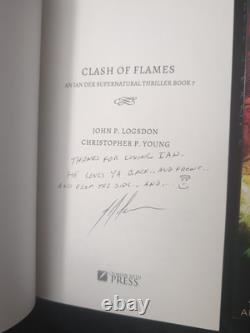 CLASH OF FLAMES
AN IAN DEX SUPERNATURAL THRILLER BOOK 7
JOHN P. LOGSDON
CHRISTOPHER P. YOUNG
THANKS FOR LOVING IAN.
HE LOVES YA BACK...AND FRONT...
AND FROM THE SIDE... AND...
PRESS
A